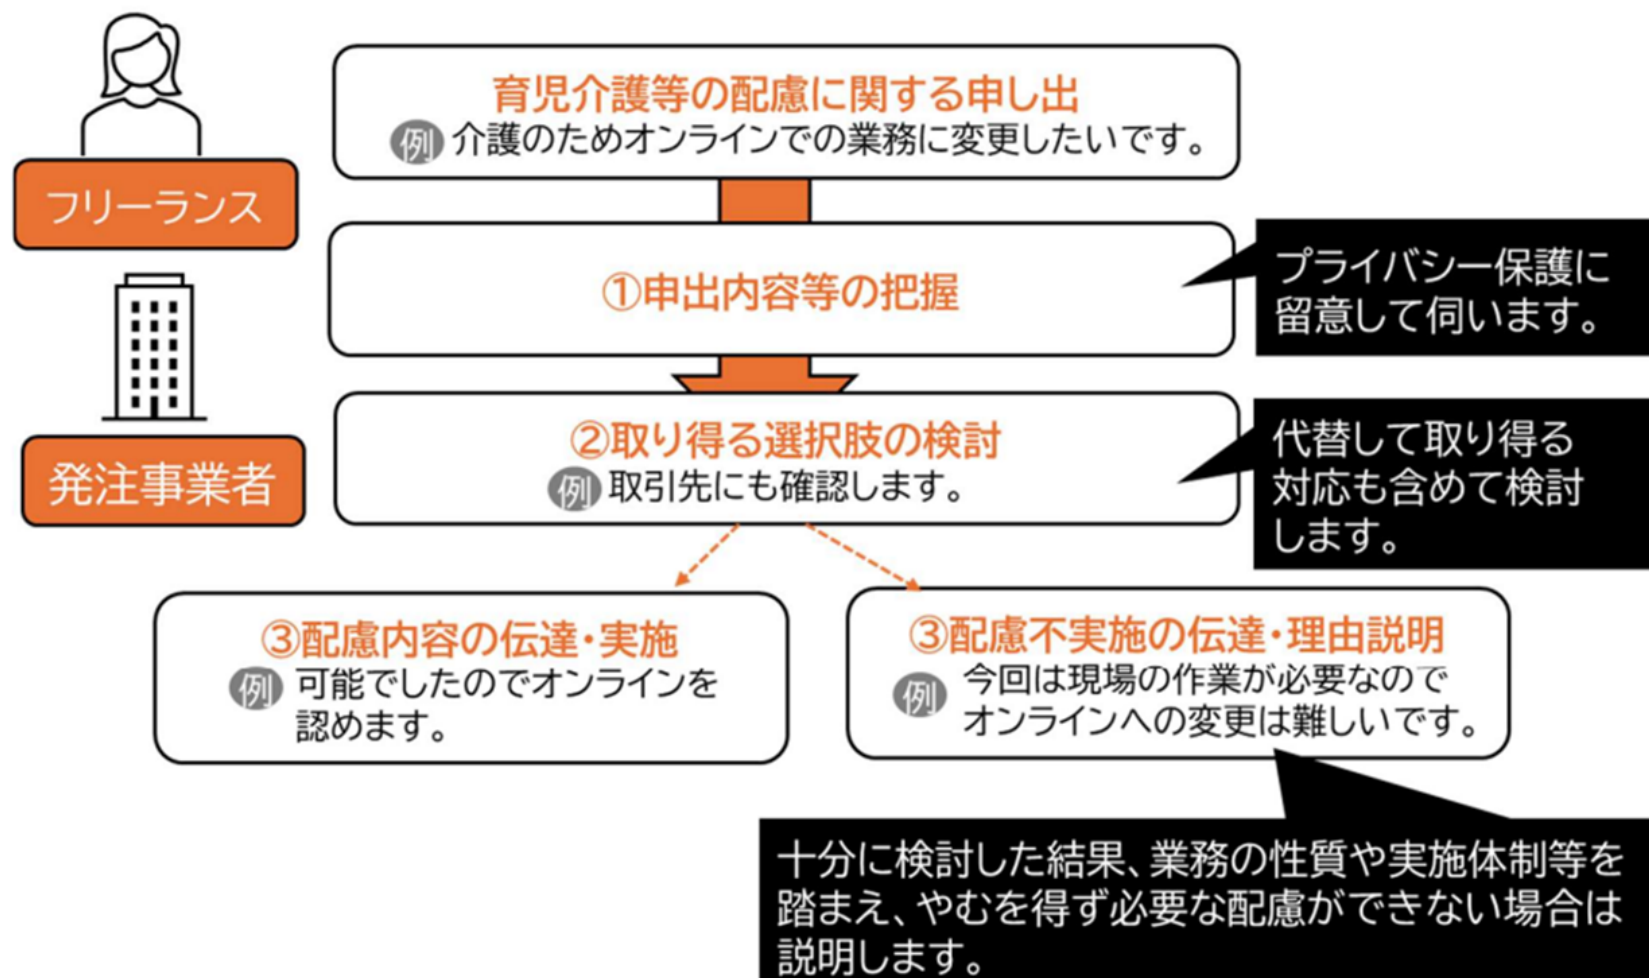 育児介護等の配慮に関する申し出
例 介護のためオンラインでの業務に変更したいです。
フリーランス
①申出内容等の把握
プライバシー保護に
留意して伺います。
発注事業者
②取り得る選択肢の検討
例 取引先にも確認します。
代替して取り得る
対応も含めて検討
します。
③配慮内容の伝達・実施
例 可能でしたのでオンラインを
認めます。
③配慮不実施の伝達・理由説明
例 今回は現場の作業が必要なので
オンラインへの変更は難しいです。
十分に検討した結果、業務の性質や実施体制等を
踏まえ、やむを得ず必要な配慮ができない場合は
説明します。